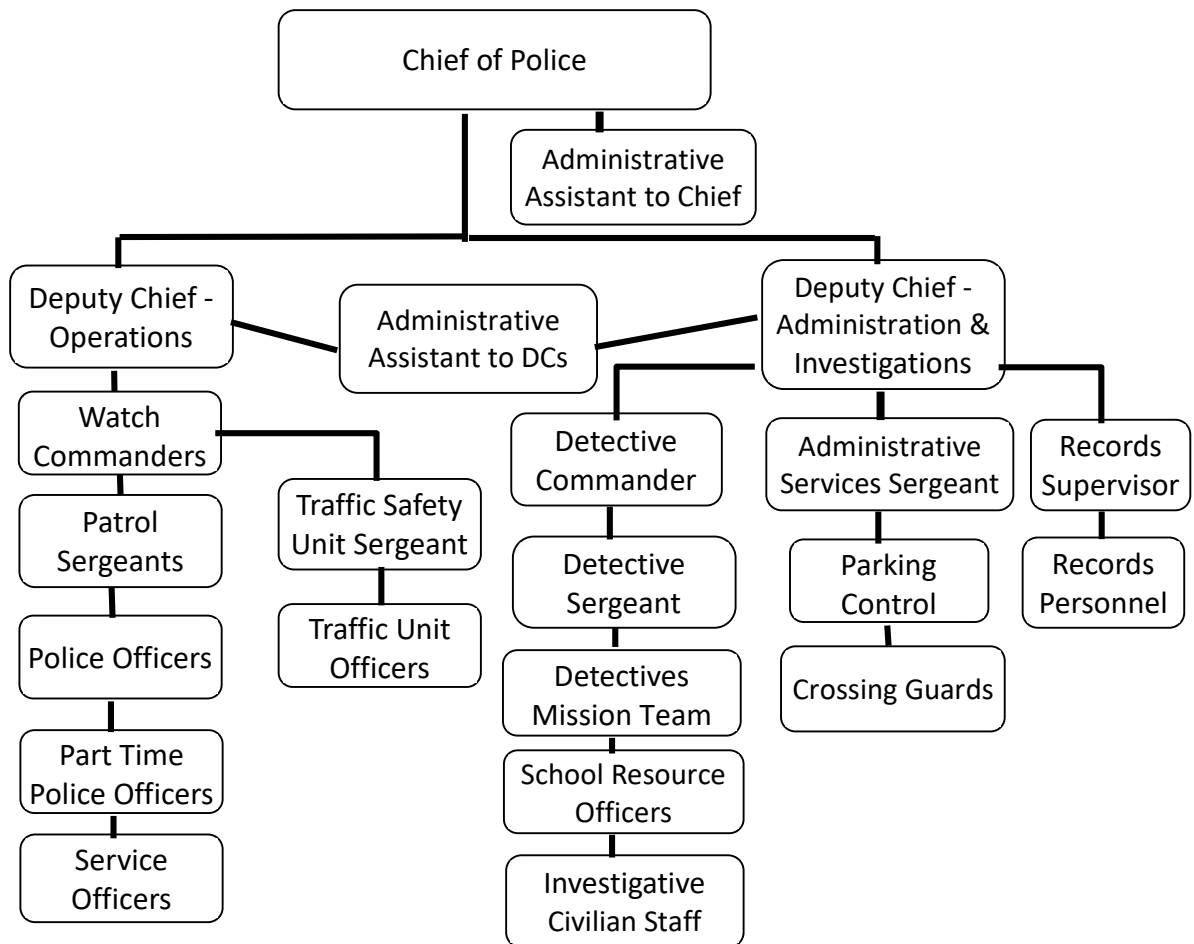 Chief of Police
Administrative
Assistant to Chief
Deputy Chief -
Operations
Administrative
Assistant to DCs
Deputy Chief -
Administration &
Investigations
Watch
Commanders
Detective
Commander
Administrative
Services Sergeant
Records
Supervisor
Patrol
Sergeants
Traffic Safety
Unit Sergeant
Detective
Sergeant
Parking
Control
Records
Personnel
Police Officers
Traffic Unit
Officers
Detectives
Mission Team
Crossing Guards
Part Time
Police Officers
School Resource
Officers
Service
Officers
Investigative
Civilian Staff